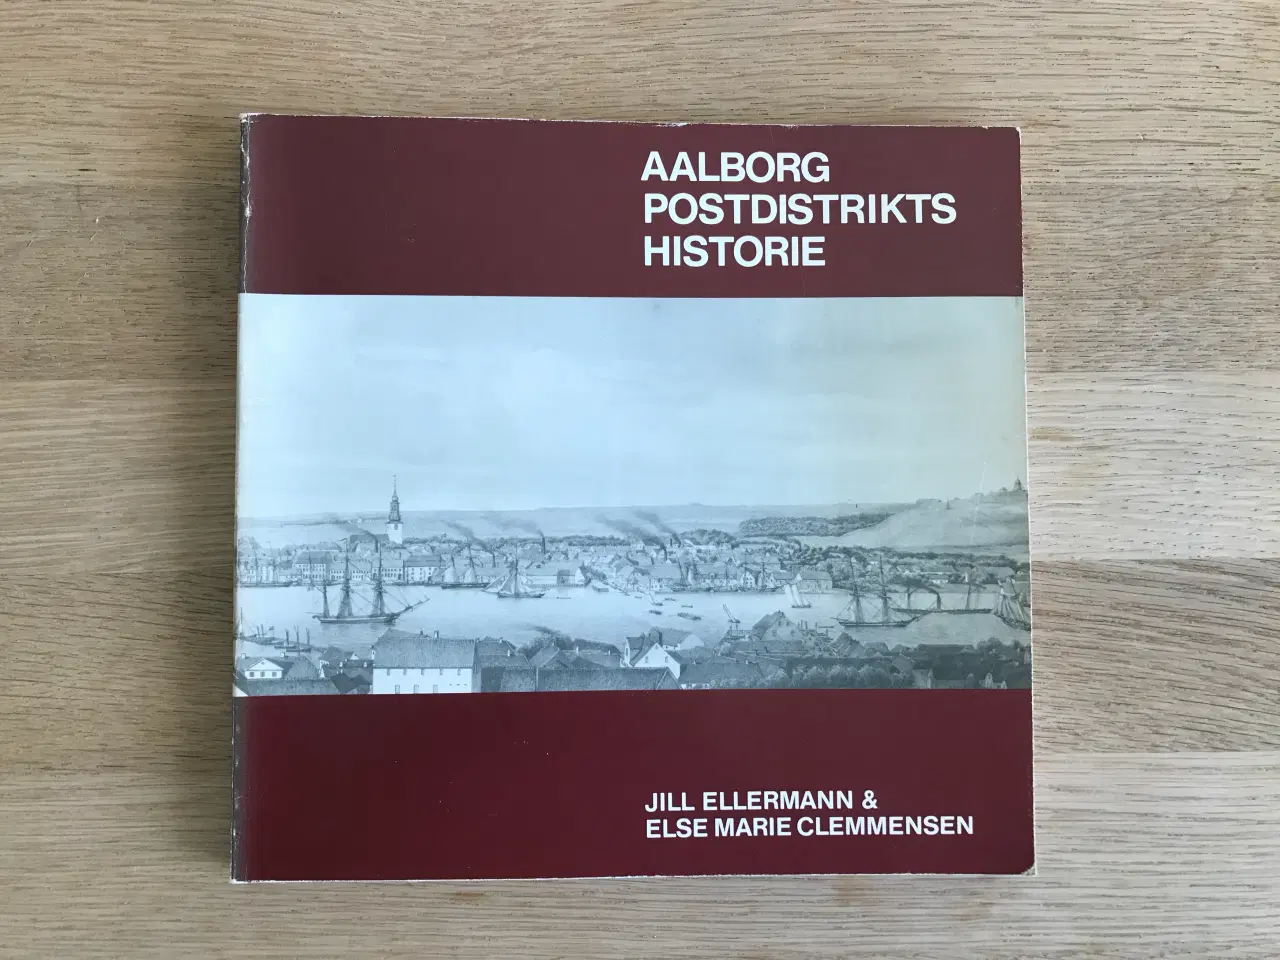 AALBORG
POSTDISTRIKTS
HISTORIE
JILL ELLERMANN &
ELSE MARIE CLEMMENSEN